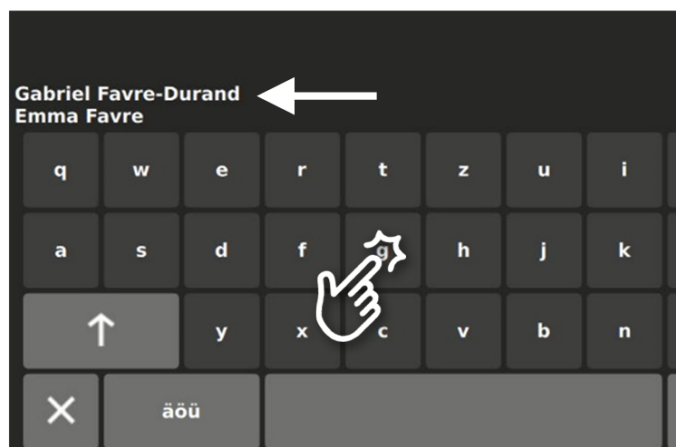 Gabriel Favre-Durand
Emma Favre
q w e r t z u i
a s d f g h j k
↑ y x c v b n
× äöü